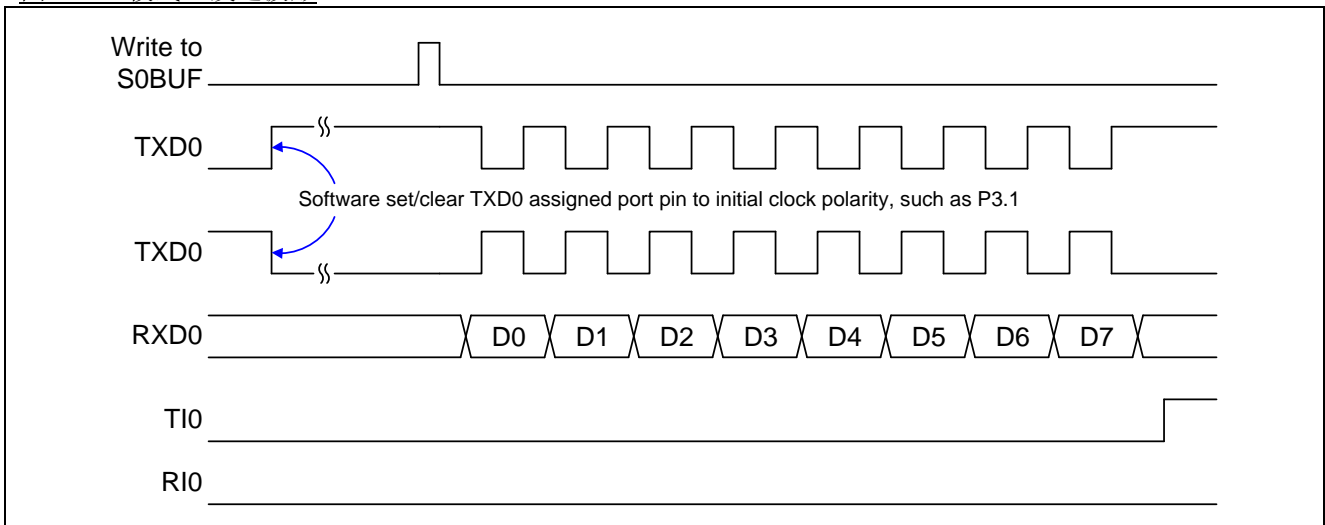 Write to
S0BUF
TXD0
Software set/clear TXD0 assigned port pin to initial clock polarity, such as P3.1
TXD0
RXD0 D0 D1 D2 D3 D4 D5 D6 D7
TI0
RI0